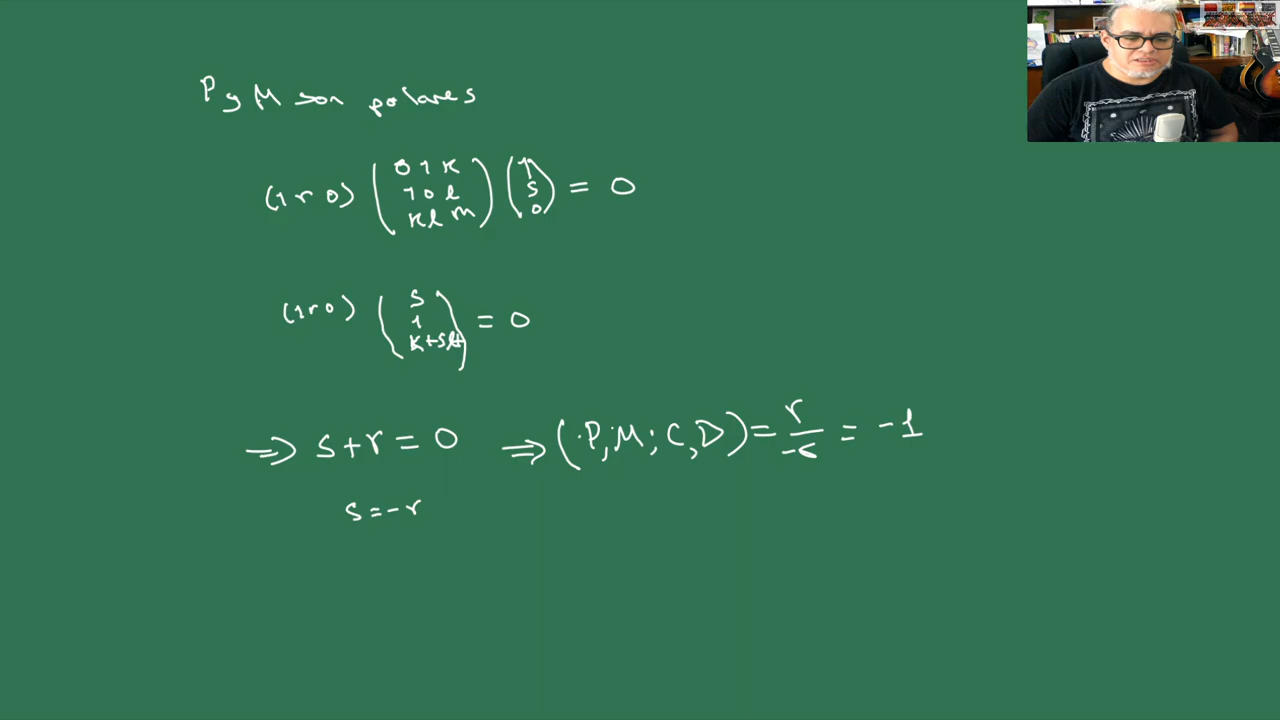 P y M son polares
(1 r 0) (0 1 k
1 0 l
k l m) (1
s
0) = 0
(1 r 0) (s
1
k+sl+) = 0
⇒ s+r = 0 ⇒ (P, M; C, D) = r/-r = -1
s = -r